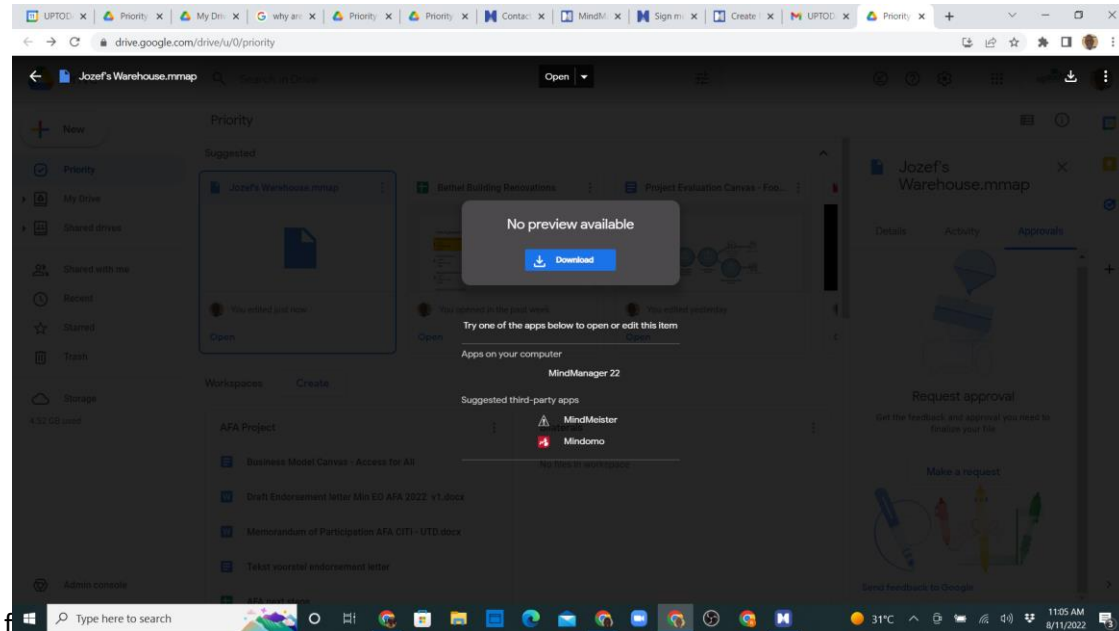 UPTOD
Priority
My Driv
why are
Priority
Priority
Contact
MindM
Sign m
Create
UPTOD
Priority
drive.google.com/drive/u/0/priority
Jozef's Warehouse.mmap
Search in Drive
Open
New
Priority
Suggested
Priority
My Drive
Shared drives
Shared with me
Recent
Starred
Trash
Storage
Admin console
Jozef's Warehouse.mmap
You edited just now
Open
Bethel Building Renovations
You opened in the past week
Open
Project Evaluation Canvas - Foo...
You edited yesterday
Open
No preview available
Download
Try one of the apps below to open or edit this item
Apps on your computer
MindManager 22
Suggested third-party apps
MindMeister
Mindomo
Workspaces
Create
AFA Project
Business Model Canvas - Access for All
Draft Endorsement letter Min EG AFA 2022 v1.docx
Memorandum of Participation AFA CITI - UTD.docx
Tekst voorstel endorsement letter
AFA next steps
No files in workspace
Jozef's
Warehouse.mmap
Details
Activity
Approvals
Request approval
Get the feedback and approval you need to
finalize your file
Make a request
Send feedback to Google
f
Type here to search
31°C
11:05 AM
8/11/2022